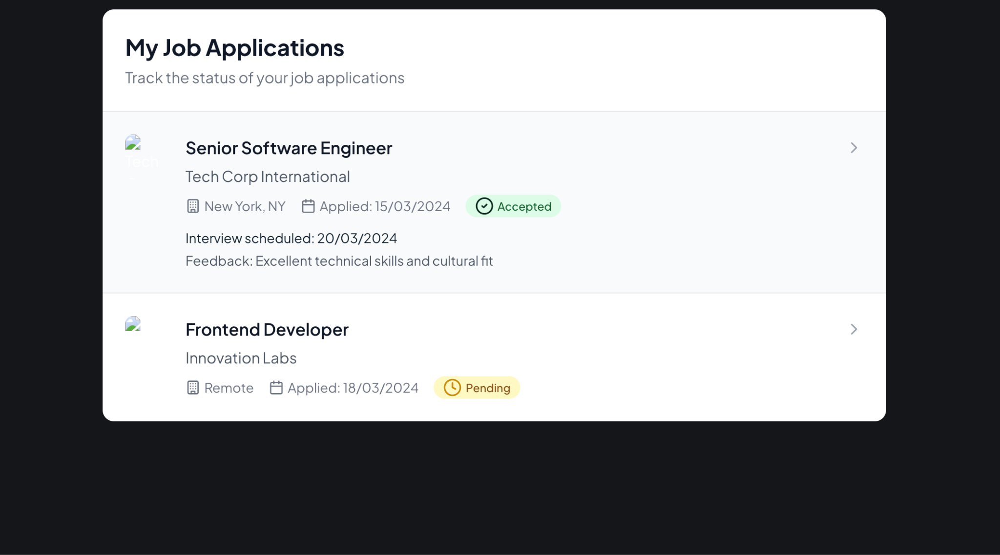 My Job Applications
Track the status of your job applications
Senior Software Engineer
Tech
Tech Corp International
New York, NY Applied: 15/03/2024 Accepted
Interview scheduled: 20/03/2024
Feedback: Excellent technical skills and cultural fit
Frontend Developer
Innovation Labs
Remote Applied: 18/03/2024 Pending